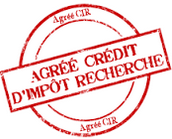 Agréé CIR
AGRÉÉ CRÉDIT
D'IMPÔT RECHERCHE
Agréé CIR